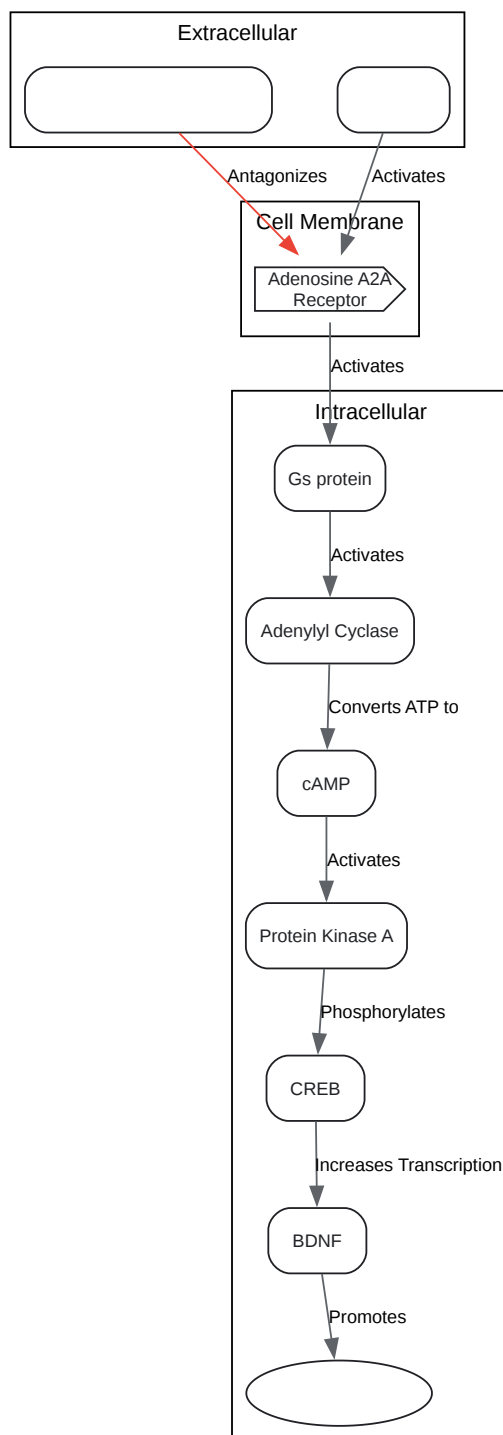 Extracellular
Antagonizes
Activates
Cell Membrane
Adenosine A2A
Receptor
Activates
Intracellular
Gs protein
Activates
Adenylyl Cyclase
Converts ATP to
cAMP
Activates
Protein Kinase A
Phosphorylates
CREB
Increases Transcription
BDNF
Promotes